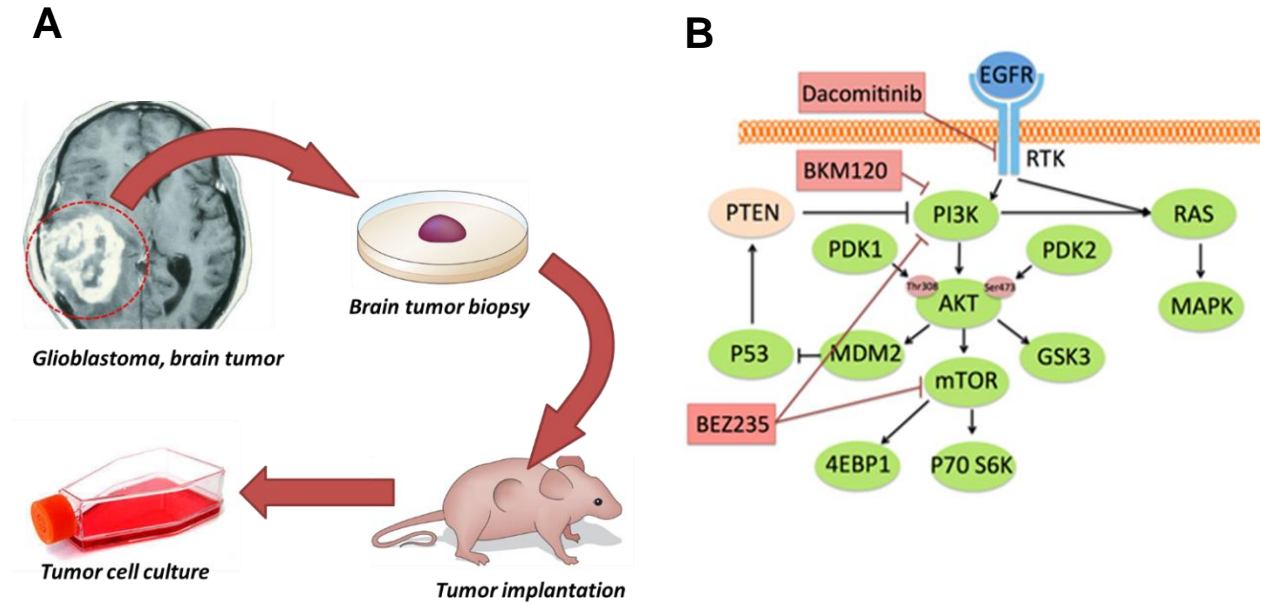 A
Glioblastoma, brain tumor
Brain tumor biopsy
Tumor implantation
Tumor cell culture
B
EGFR
Dacomitinib
RTK
BKM120
PTEN
PI3K
RAS
PDK1
PDK2
Thr308
Ser473
AKT
MAPK
P53
MDM2
GSK3
mTOR
BEZ235
4EBP1
P70 S6K